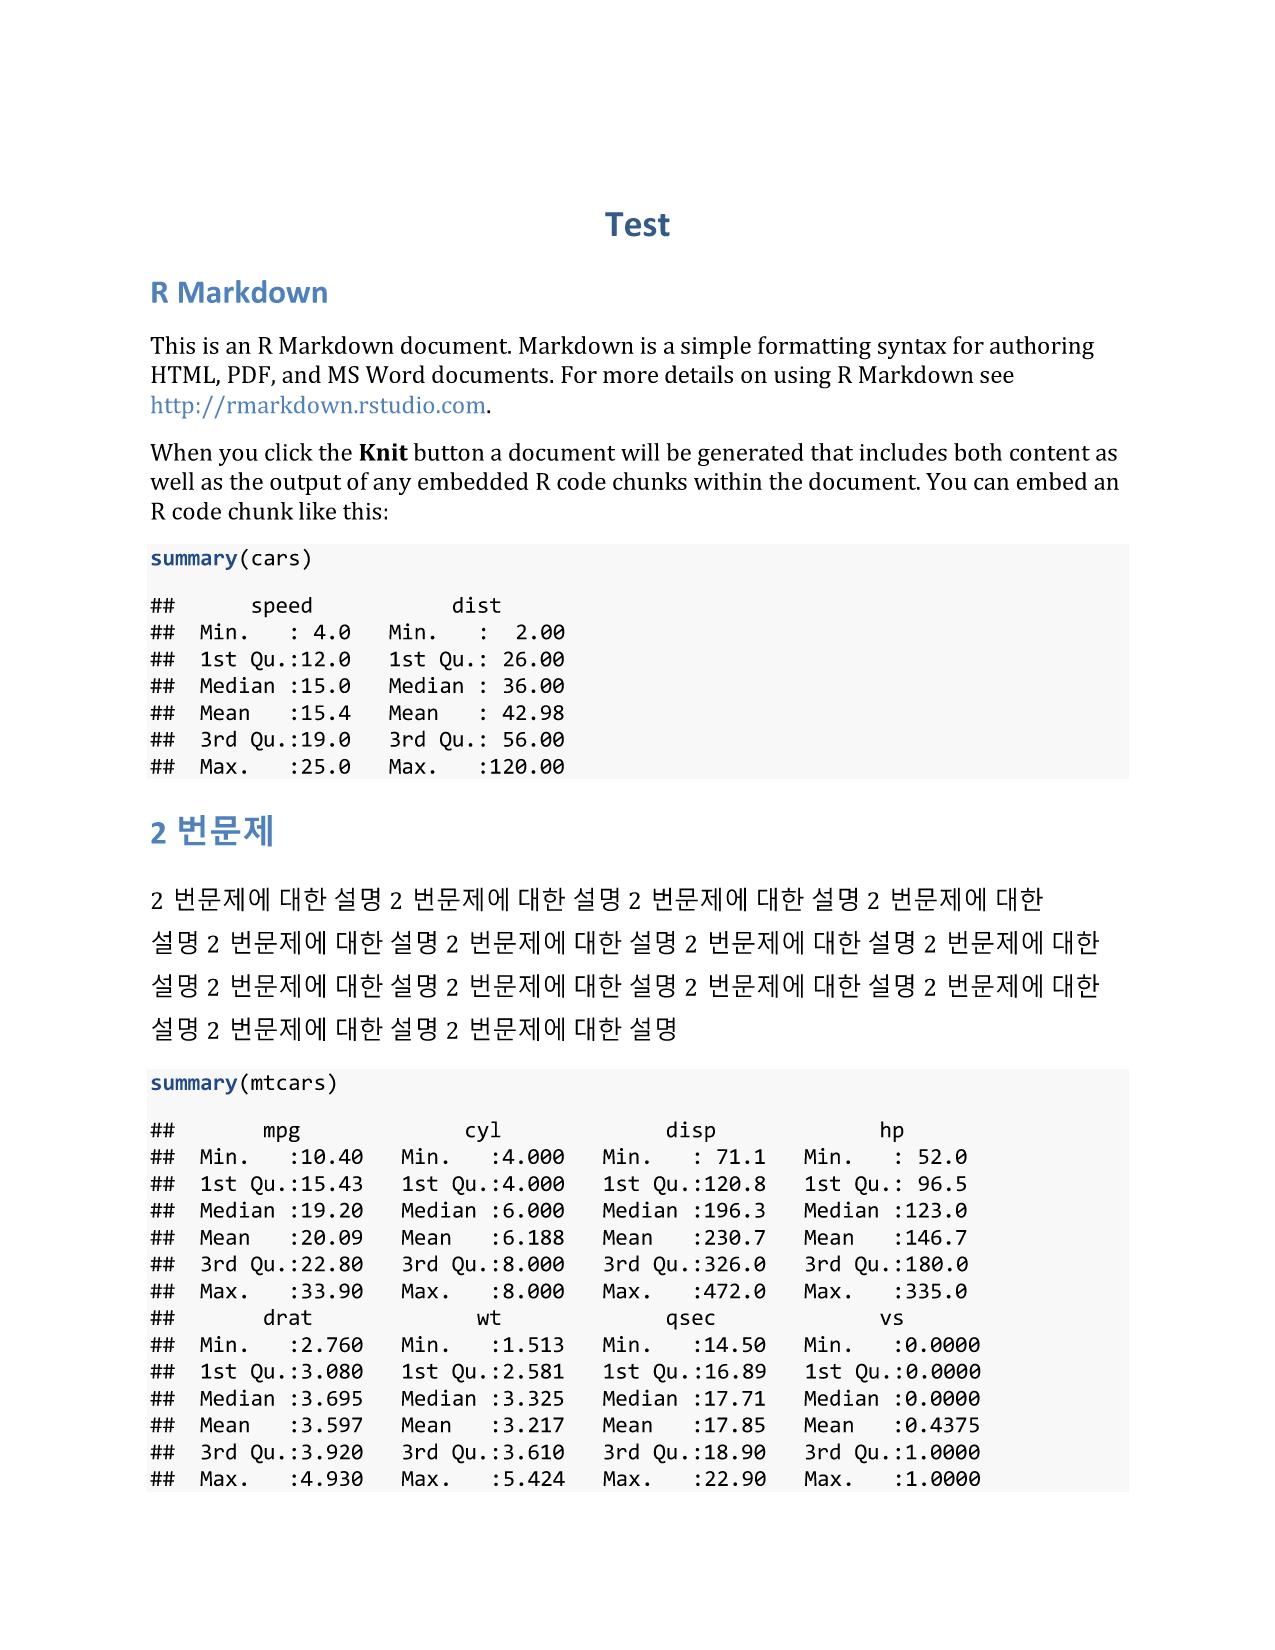 Test
R Markdown
This is an R Markdown document. Markdown is a simple formatting syntax for authoring
HTML, PDF, and MS Word documents. For more details on using R Markdown see
http://rmarkdown.rstudio.com.
When you click the Knit button a document will be generated that includes both content as
well as the output of any embedded R code chunks within the document. You can embed an
R code chunk like this:
summary(cars)
##      speed           dist
##  Min.   : 4.0   Min.   :  2.00
##  1st Qu.:12.0   1st Qu.: 26.00
##  Median :15.0   Median : 36.00
##  Mean   :15.4   Mean   : 42.98
##  3rd Qu.:19.0   3rd Qu.: 56.00
##  Max.   :25.0   Max.   :120.00
2 번문제
2 번문제에 대한 설명 2 번문제에 대한 설명 2 번문제에 대한 설명 2 번문제에 대한
설명 2 번문제에 대한 설명 2 번문제에 대한 설명 2 번문제에 대한 설명 2 번문제에 대한
설명 2 번문제에 대한 설명 2 번문제에 대한 설명 2 번문제에 대한 설명 2 번문제에 대한
설명 2 번문제에 대한 설명 2 번문제에 대한 설명
summary(mtcars)
##       mpg             cyl             disp             hp
##  Min.   :10.40   Min.   :4.000   Min.   : 71.1   Min.   : 52.0
##  1st Qu.:15.43   1st Qu.:4.000   1st Qu.:120.8   1st Qu.: 96.5
##  Median :19.20   Median :6.000   Median :196.3   Median :123.0
##  Mean   :20.09   Mean   :6.188   Mean   :230.7   Mean   :146.7
##  3rd Qu.:22.80   3rd Qu.:8.000   3rd Qu.:326.0   3rd Qu.:180.0
##  Max.   :33.90   Max.   :8.000   Max.   :472.0   Max.   :335.0
##       drat             wt             qsec             vs
##  Min.   :2.760   Min.   :1.513   Min.   :14.50   Min.   :0.0000
##  1st Qu.:3.080   1st Qu.:2.581   1st Qu.:16.89   1st Qu.:0.0000
##  Median :3.695   Median :3.325   Median :17.71   Median :0.0000
##  Mean   :3.597   Mean   :3.217   Mean   :17.85   Mean   :0.4375
##  3rd Qu.:3.920   3rd Qu.:3.610   3rd Qu.:18.90   3rd Qu.:1.0000
##  Max.   :4.930   Max.   :5.424   Max.   :22.90   Max.   :1.0000